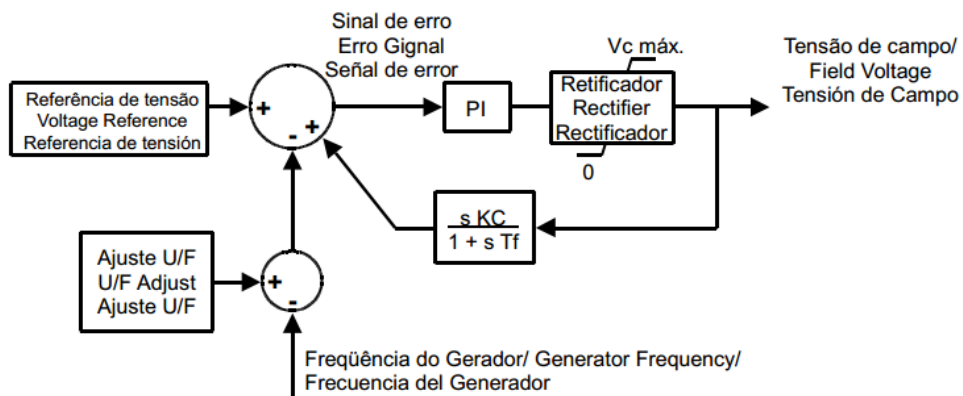 Sinal de erro
Erro Gignal
Señal de error
Vc máx.
Tensão de campo/
Field Voltage
Tensión de Campo
Referência de tensão
Voltage Reference
Referencia de tensión
+
+
-
PI
Retificador
Rectifier
Rectificador
0
s KC
1 + s Tf
Ajuste U/F
U/F Adjust
Ajuste U/F
+
-
Freqüência do Gerador/ Generator Frequency/
Frecuencia del Generador